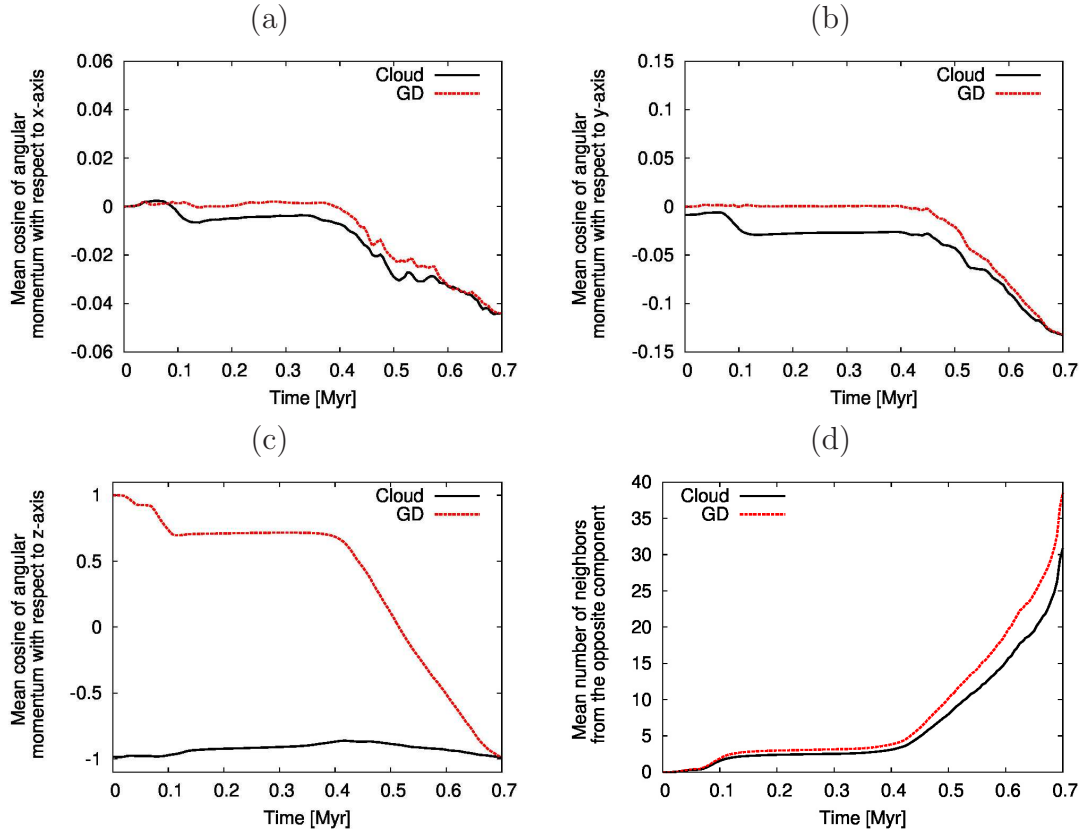 (a)
Mean cosine of angular
momentum with respect to x-axis
0.06
0.04
0.02
0
-0.02
-0.04
-0.06
Cloud
GD
0 0.1 0.2 0.3 0.4 0.5 0.6 0.7
Time [Myr]
(b)
Mean cosine of angular
momentum with respect to y-axis
0.15
0.1
0.05
0
-0.05
-0.1
-0.15
Cloud
GD
0 0.1 0.2 0.3 0.4 0.5 0.6 0.7
Time [Myr]
(c)
Mean cosine of angular
momentum with respect to z-axis
1
0.5
0
-0.5
-1
Cloud
GD
0 0.1 0.2 0.3 0.4 0.5 0.6 0.7
Time [Myr]
(d)
Mean number of neighbors
from the opposite component
40
35
30
25
20
15
10
5
0
Cloud
GD
0 0.1 0.2 0.3 0.4 0.5 0.6 0.7
Time [Myr]